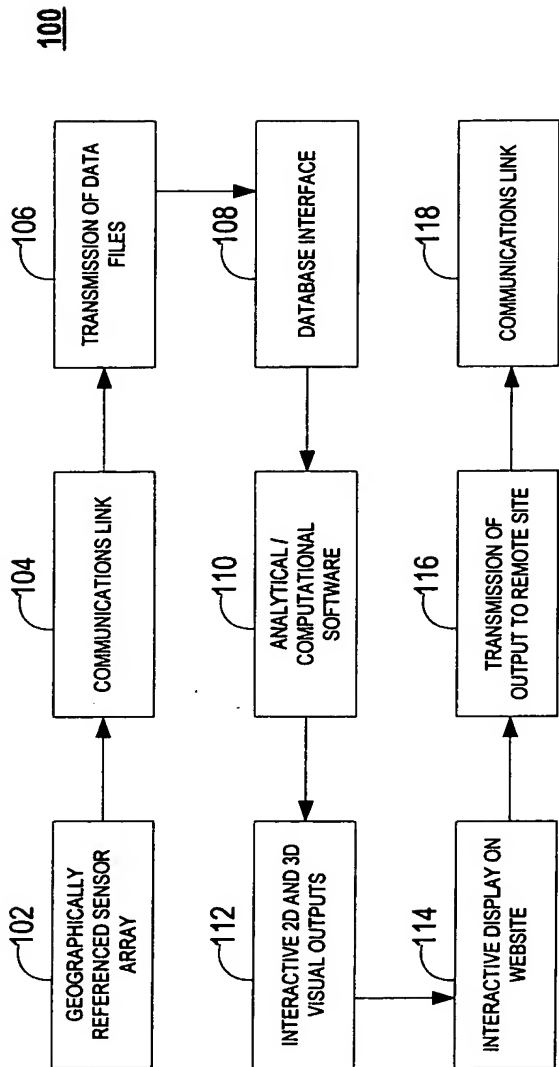 100
102
GEOGRAPHICALLY
REFERENCED SENSOR
ARRAY
104
COMMUNICATIONS LINK
106
TRANSMISSION OF DATA
FILES
108
DATABASE INTERFACE
110
ANALYTICAL /
COMPUTATIONAL
SOFTWARE
112
INTERACTIVE 2D AND 3D
VISUAL OUTPUTS
114
INTERACTIVE DISPLAY ON
WEBSITE
116
TRANSMISSION OF
OUTPUT TO REMOTE SITE
118
COMMUNICATIONS LINK